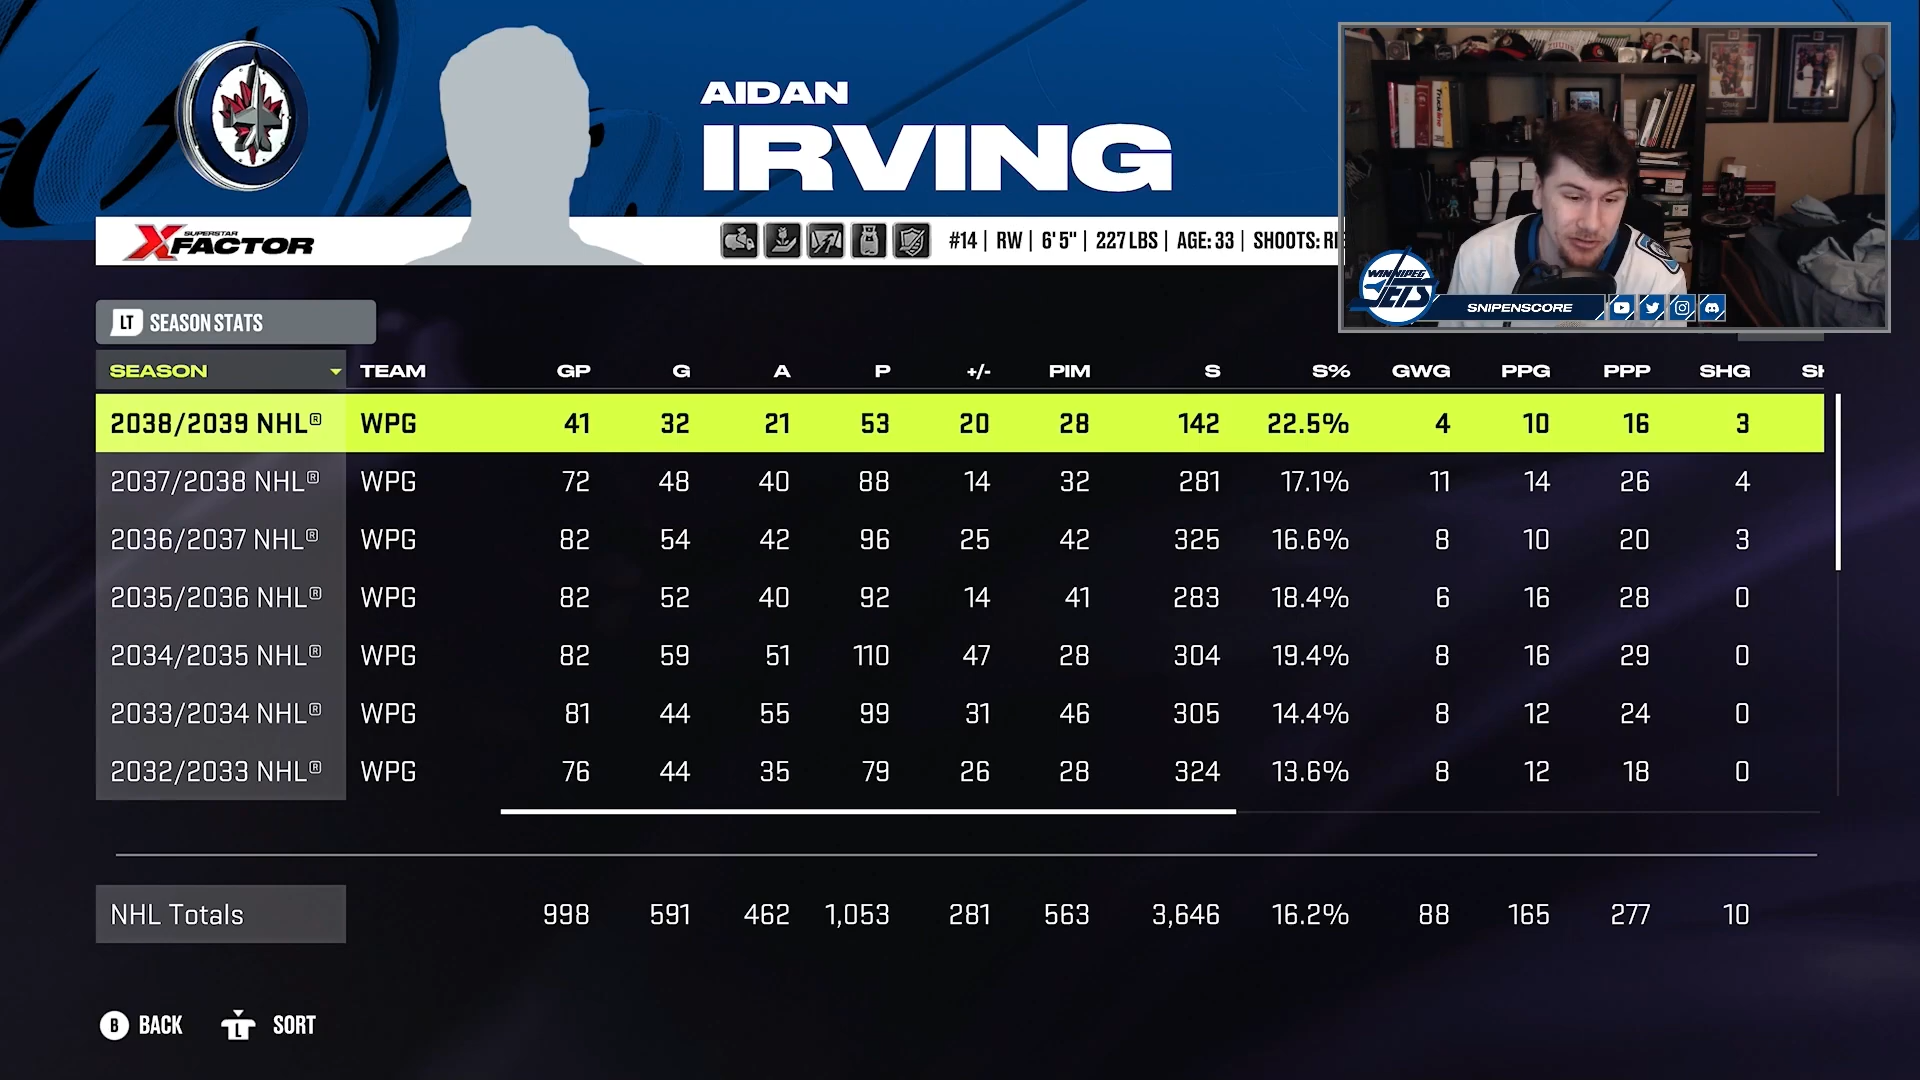 AIDAN
IRVING
SUPERSTAR
XFACTOR
#14 | RW | 6' 5" | 227 LBS | AGE: 33 | SHOOTS: RI
WINNIPEG
JETS
SNIPENSCORE
LT SEASON STATS
SEASON TEAM GP G A P +/- PIM S S% GWG PPG PPP SHG SH
2038/2039 NHL® WPG 41 32 21 53 20 28 142 22.5% 4 10 16 3
2037/2038 NHL® WPG 72 48 40 88 14 32 281 17.1% 11 14 26 4
2036/2037 NHL® WPG 82 54 42 96 25 42 325 16.6% 8 10 20 3
2035/2036 NHL® WPG 82 52 40 92 14 41 283 18.4% 6 16 28 0
2034/2035 NHL® WPG 82 59 51 110 47 28 304 19.4% 8 16 29 0
2033/2034 NHL® WPG 81 44 55 99 31 46 305 14.4% 8 12 24 0
2032/2033 NHL® WPG 76 44 35 79 26 28 324 13.6% 8 12 18 0
NHL Totals 998 591 462 1,053 281 563 3,646 16.2% 88 165 277 10
B BACK L SORT